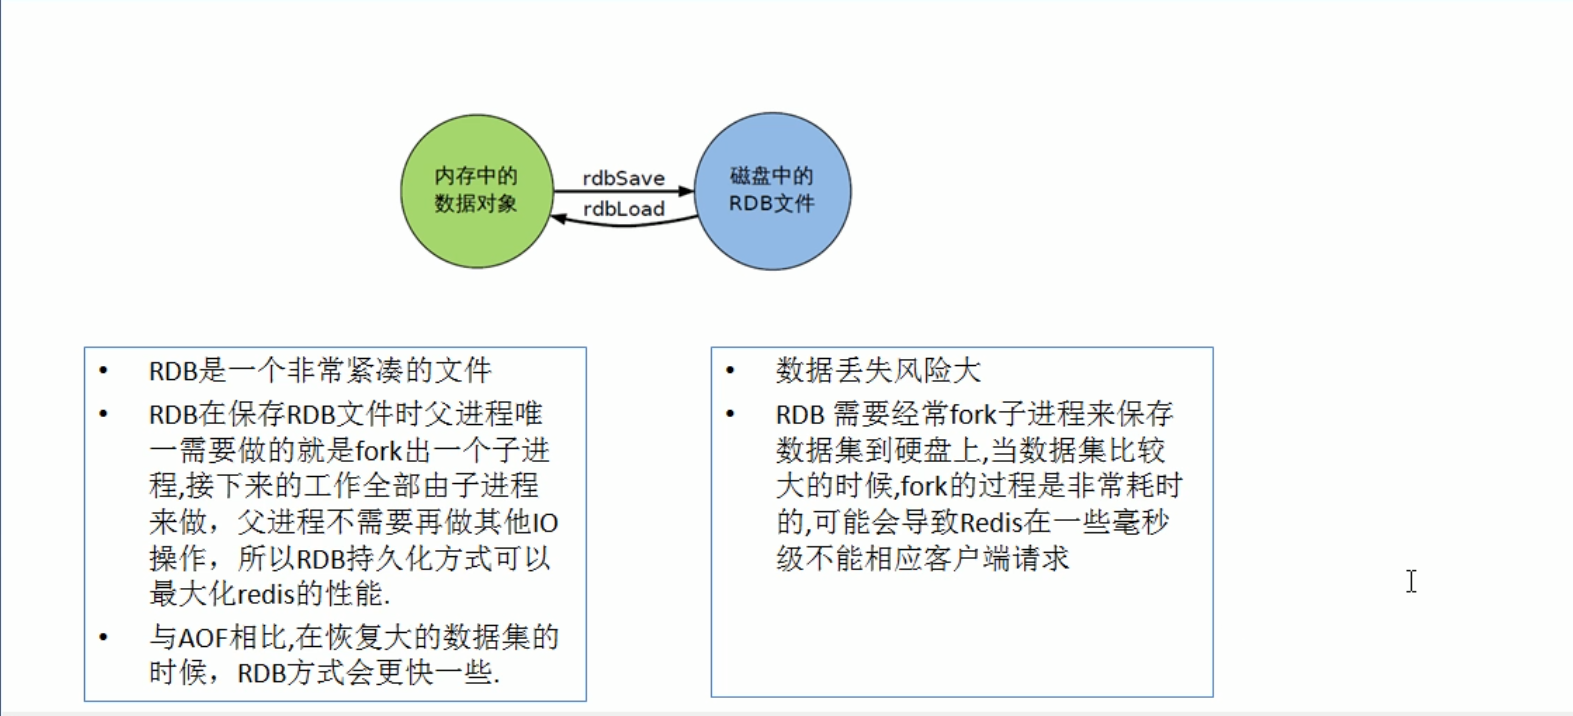 内存中的
数据对象
rdbSave
rdbLoad
磁盘中的
RDB文件
• RDB是一个非常紧凑的文件
• RDB在保存RDB文件时父进程唯
一需要做的就是fork出一个子进
程,接下来的工作全部由子进程
来做，父进程不需要再做其他IO
操作，所以RDB持久化方式可以
最大化redis的性能.
• 与AOF相比,在恢复大的数据集的
时候，RDB方式会更快一些.
• 数据丢失风险大
• RDB 需要经常fork子进程来保存
数据集到硬盘上,当数据集比较
大的时候,fork的过程是非常耗时
的,可能会导致Redis在一些毫秒
级不能相应客户端请求